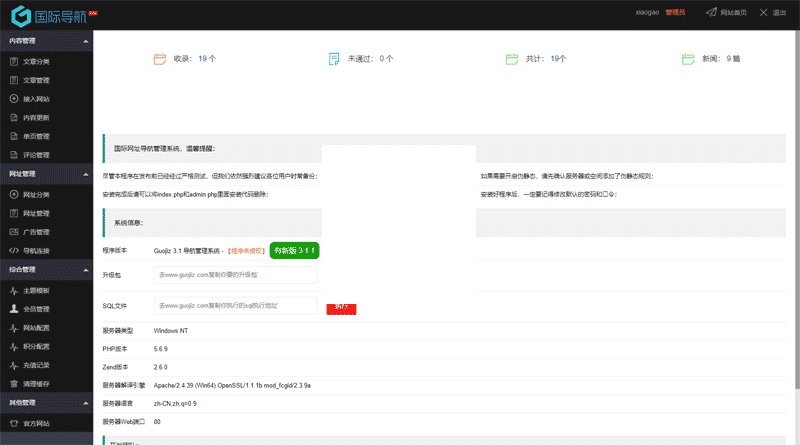 国际导航
xiaogao 管理员 网站首页 退出
内容管理
文章分类
文章管理
接入网站
内容更新
单页管理
评论管理
网址管理
网址分类
网址管理
广告管理
导航连接
综合管理
主题模板
会员管理
网站配置
积分配置
充值记录
清理缓存
其他管理
官方网站
收录: 19 个 未通过: 0 个 共计: 19个 新闻: 9 篇
国际网址导航管理系统，温馨提醒:
尽管本程序在发布前已经经过严格测试，但我们依然强烈建议各位用户时常备份; 如果需要开启伪静态，请先确认服务器或空间添加了伪静态规则;
安装完成后请可以将index.php和admin.php里面安装代码删除; 安装好程序后，一定要记得修改默认的密码和口令;
系统信息:
程序版本 Guojiz 3.1 导航管理系统 -【程序未授权】 有新版 3.1.1
升级包 去www.guojiz.com复制你要的升级包'
SQL文件 去www.guojiz.com复制你执行的sql执行地址' 执行
服务器类型 Windows NT
PHP版本 5.6.9
Zend版本 2.6.0
服务器解译引擎 Apache/2.4.39 (Win64) OpenSSL/1.1.1b mod_fcgid/2.3.9a
服务器语言 zh-CN,zh,q=0.9
服务器Web端口 80